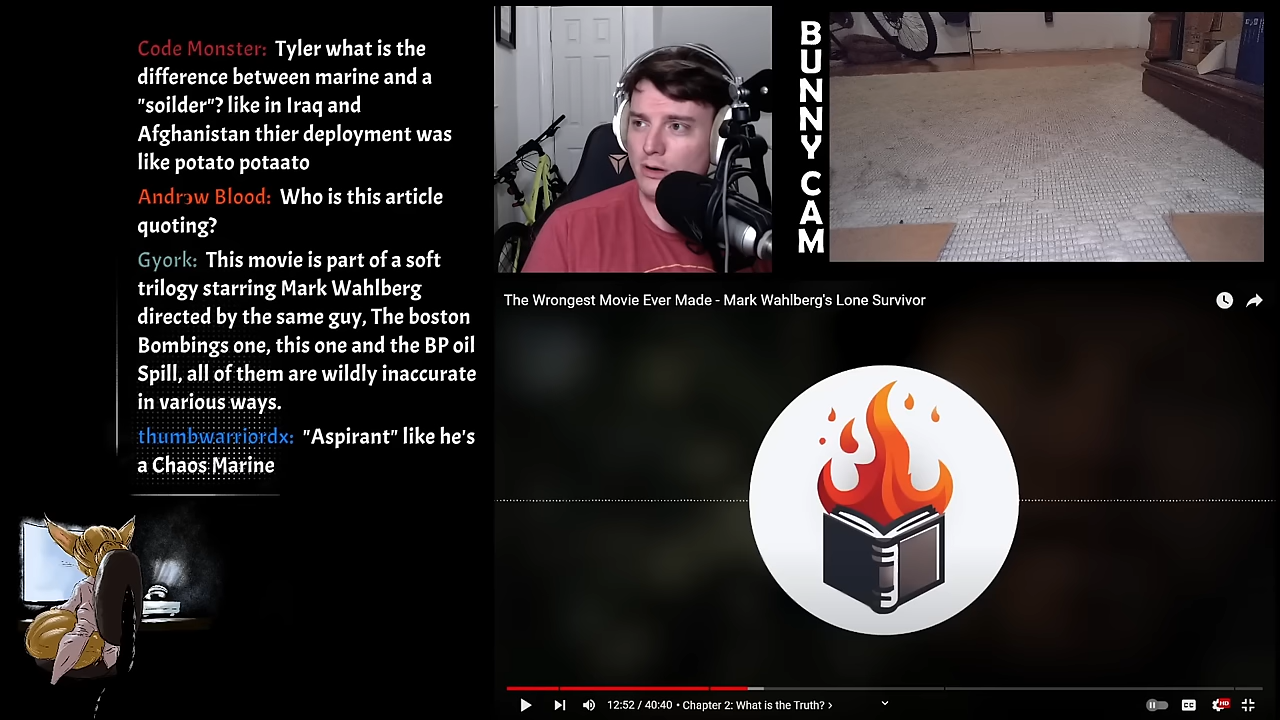 Code Monster: Tyler what is the
difference between marine and a
"soilder"? like in Iraq and
Afghanistan thier deployment was
like potato potaato
Andrew Blood: Who is this article
quoting?
Gyork: This movie is part of a soft
trilogy starring Mark Wahlberg
directed by the same guy, The boston
Bombings one, this one and the BP oil
Spill, all of them are wildly inaccurate
in various ways.
thumbwarriordx: "Aspirant" like he's
a Chaos Marine
BUNNY CAM
The Wrongest Movie Ever Made - Mark Wahlberg's Lone Survivor
12:52 / 40:40 • Chapter 2: What is the Truth? ›
CC
HD